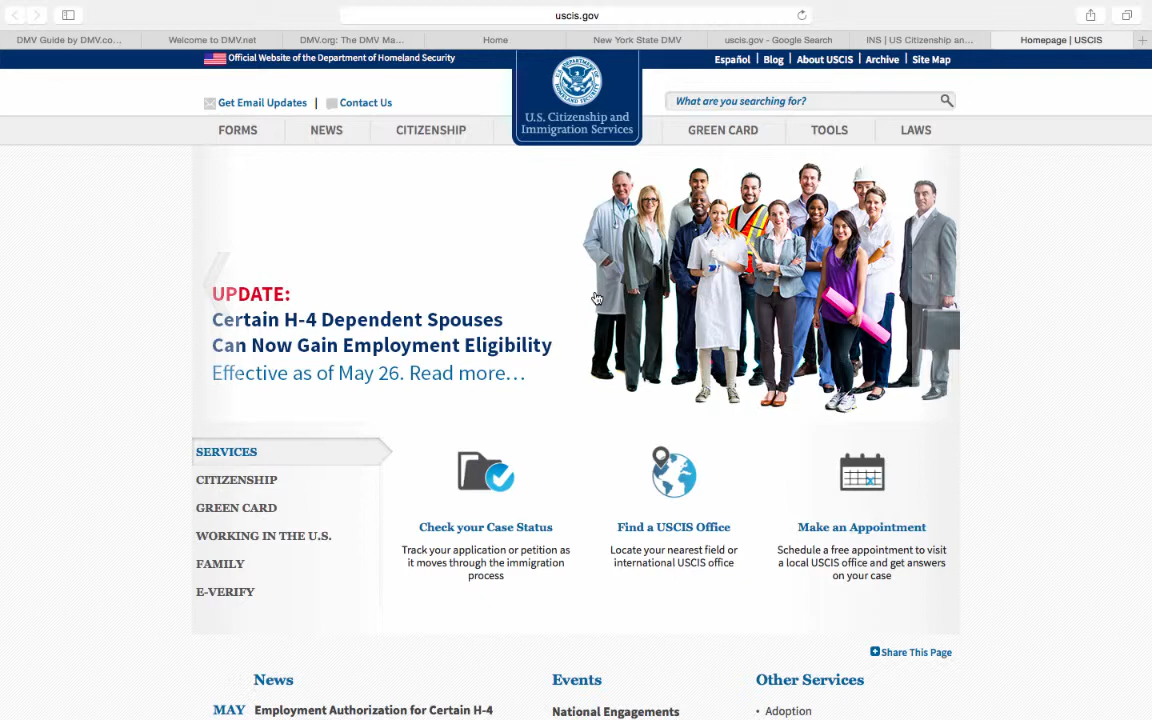 uscis.gov
DMV Guide by DMV.co...
Welcome to DMV.net
DMV.org: The DMV Ma...
Home
New York State DMV
uscis.gov - Google Search
INS | US Citizenship an...
Homepage | USCIS
Official Website of the Department of Homeland Security
Español | Blog | About USCIS | Archive | Site Map
Get Email Updates | Contact Us
U.S. Citizenship and
Immigration Services
What are you searching for?
FORMS
NEWS
CITIZENSHIP
GREEN CARD
TOOLS
LAWS
UPDATE:
Certain H-4 Dependent Spouses
Can Now Gain Employment Eligibility
Effective as of May 26. Read more...
SERVICES
CITIZENSHIP
GREEN CARD
WORKING IN THE U.S.
FAMILY
E-VERIFY
Check your Case Status
Track your application or petition as
it moves through the immigration
process
Find a USCIS Office
Locate your nearest field or
international USCIS office
Make an Appointment
Schedule a free appointment to visit
a local USCIS office and get answers
on your case
Share This Page
News
MAY Employment Authorization for Certain H-4
Events
National Engagements
Other Services
• Adoption